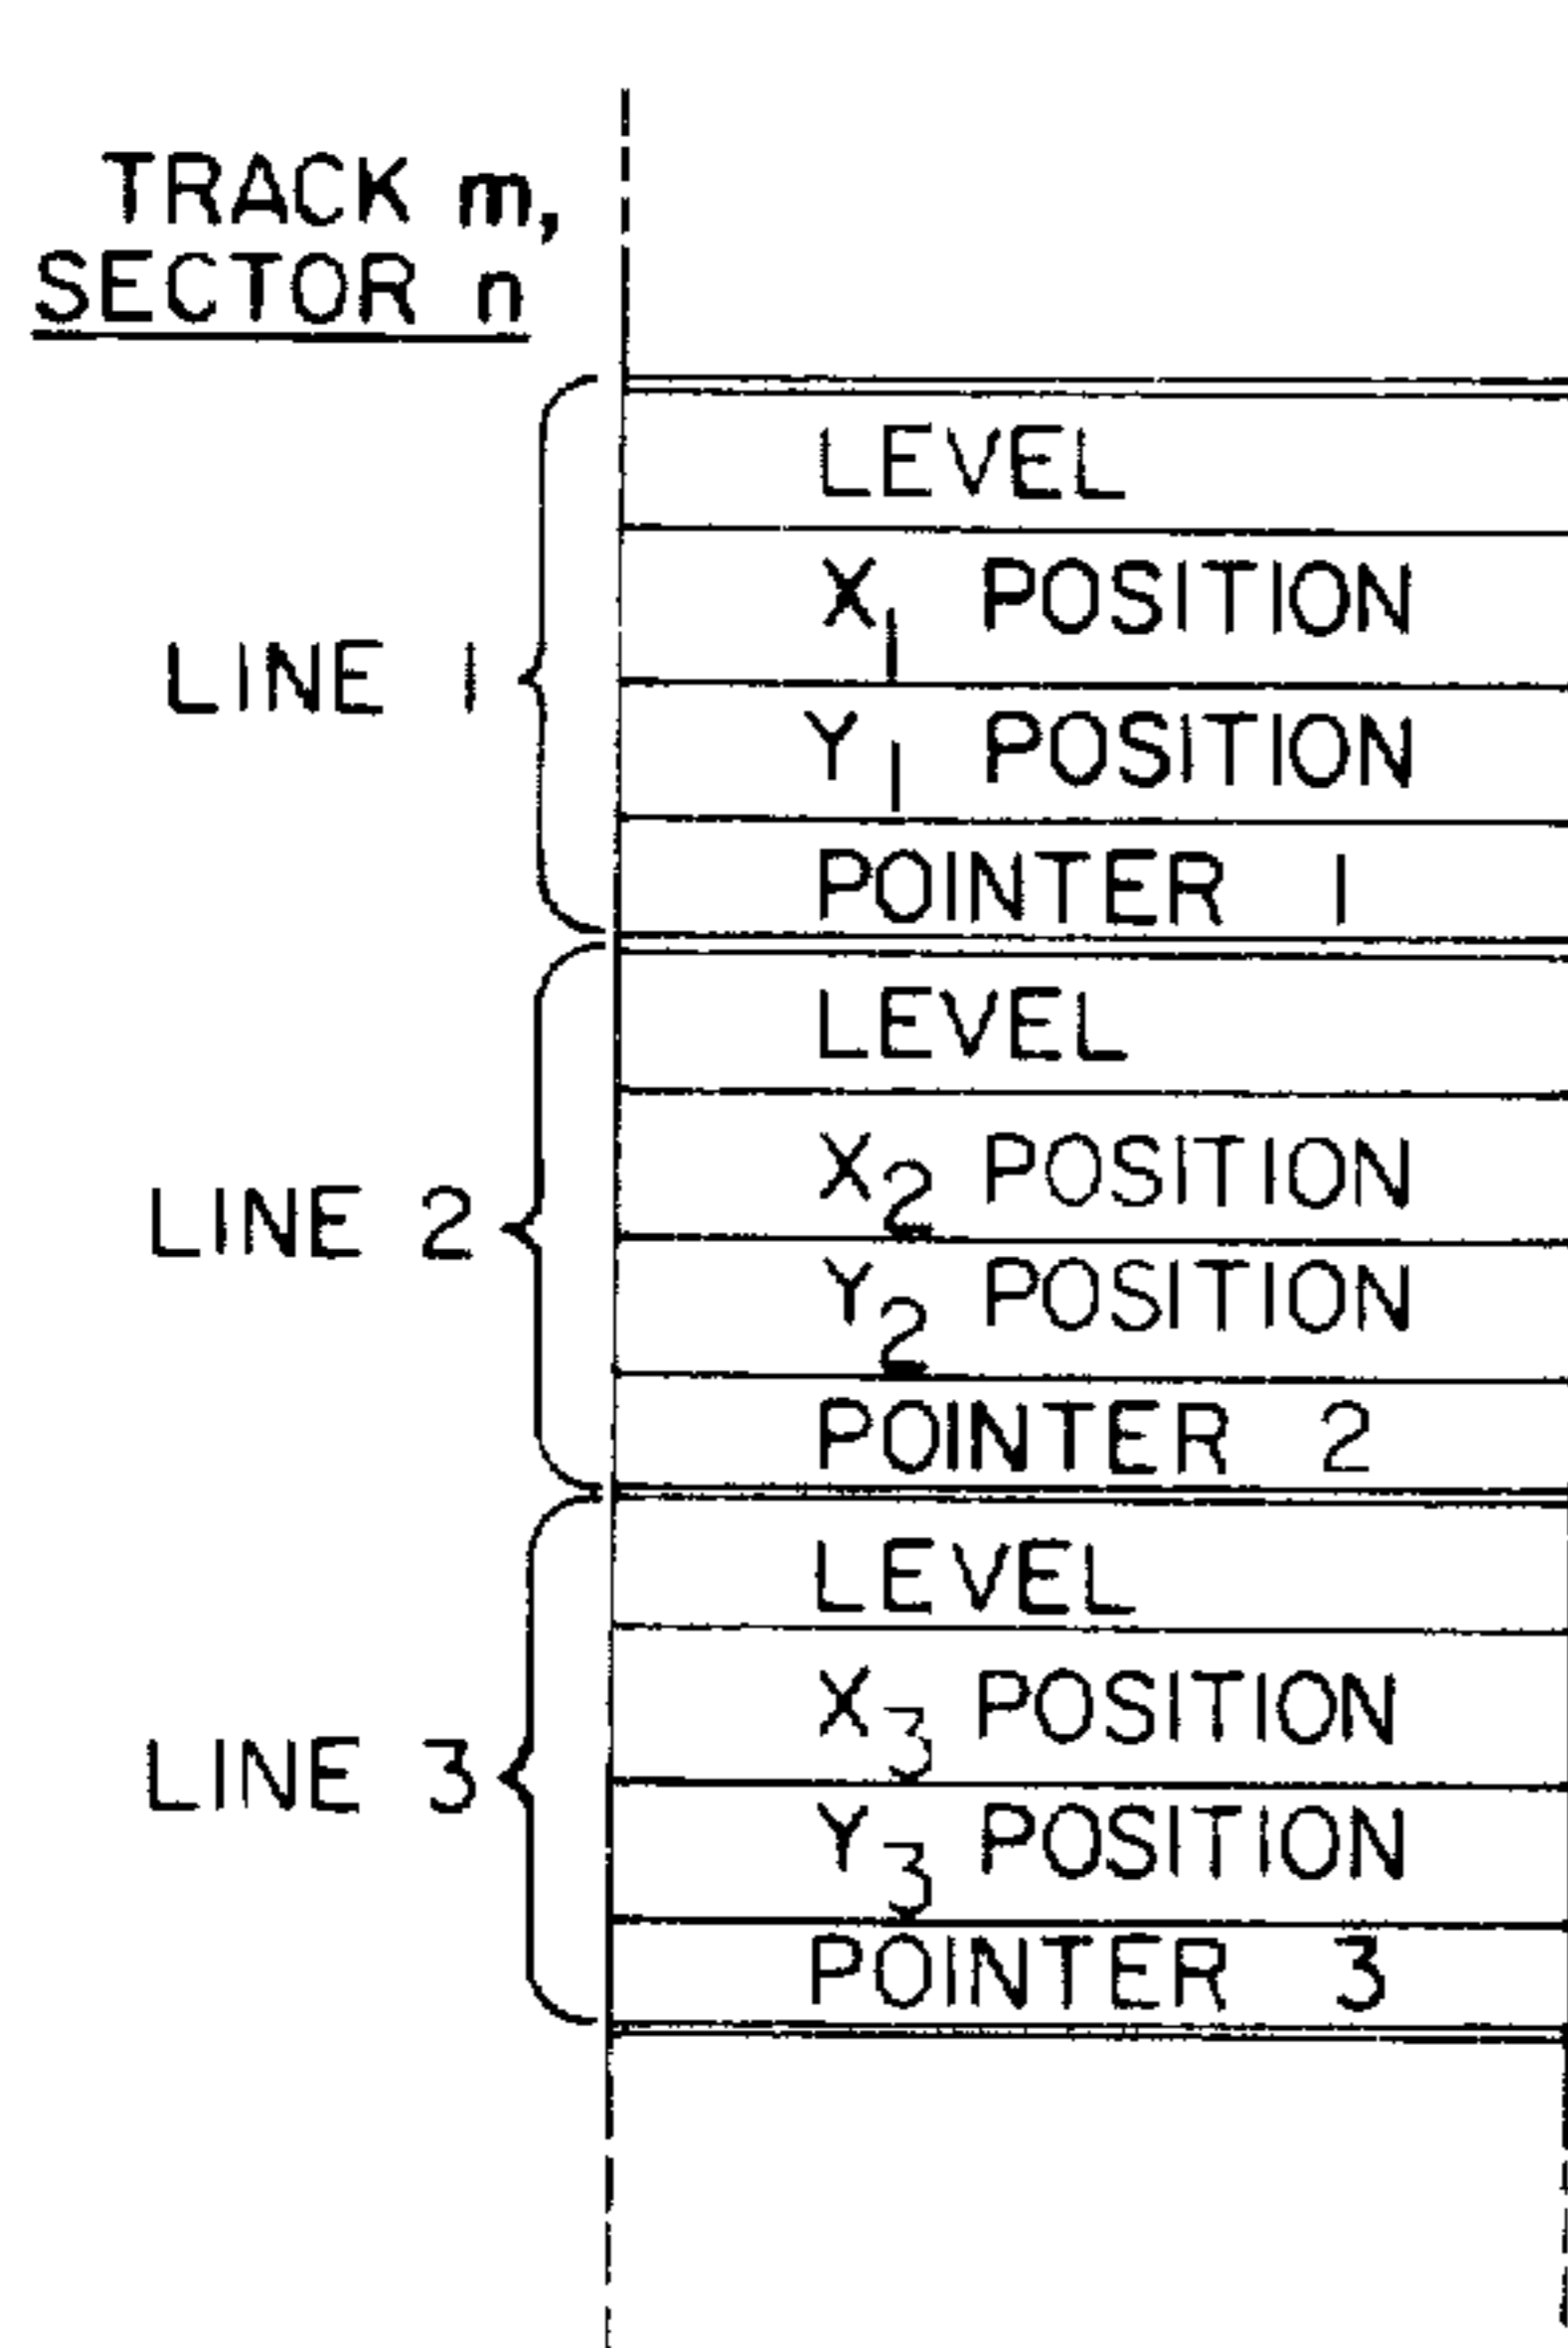 TRACK m,
SECTOR n
LINE 1
LEVEL
X1 POSITION
Y1 POSITION
POINTER 1
LINE 2
LEVEL
X2 POSITION
Y2 POSITION
POINTER 2
LINE 3
LEVEL
X3 POSITION
Y3 POSITION
POINTER 3